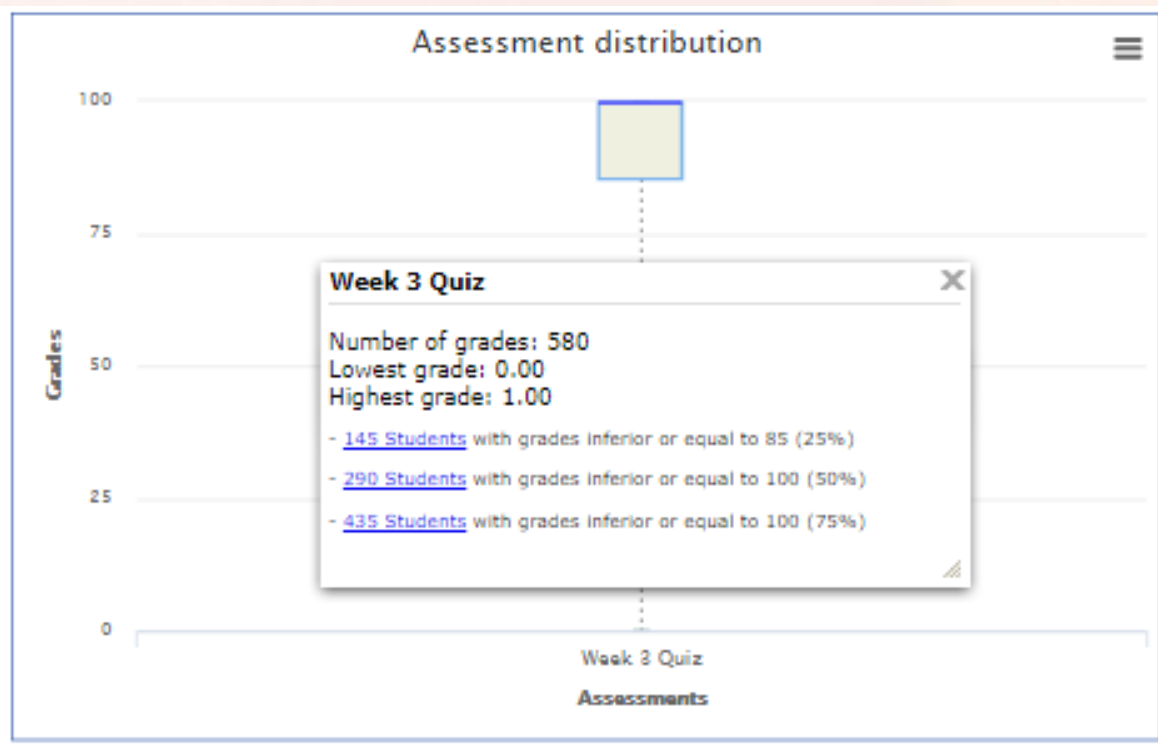 Assessment distribution
100
75
50
25
0
Grades
Week 3 Quiz
Number of grades: 580
Lowest grade: 0.00
Highest grade: 1.00
- 145 Students with grades inferior or equal to 85 (25%)
- 290 Students with grades inferior or equal to 100 (50%)
- 435 Students with grades inferior or equal to 100 (75%)
Week 3 Quiz
Assessments